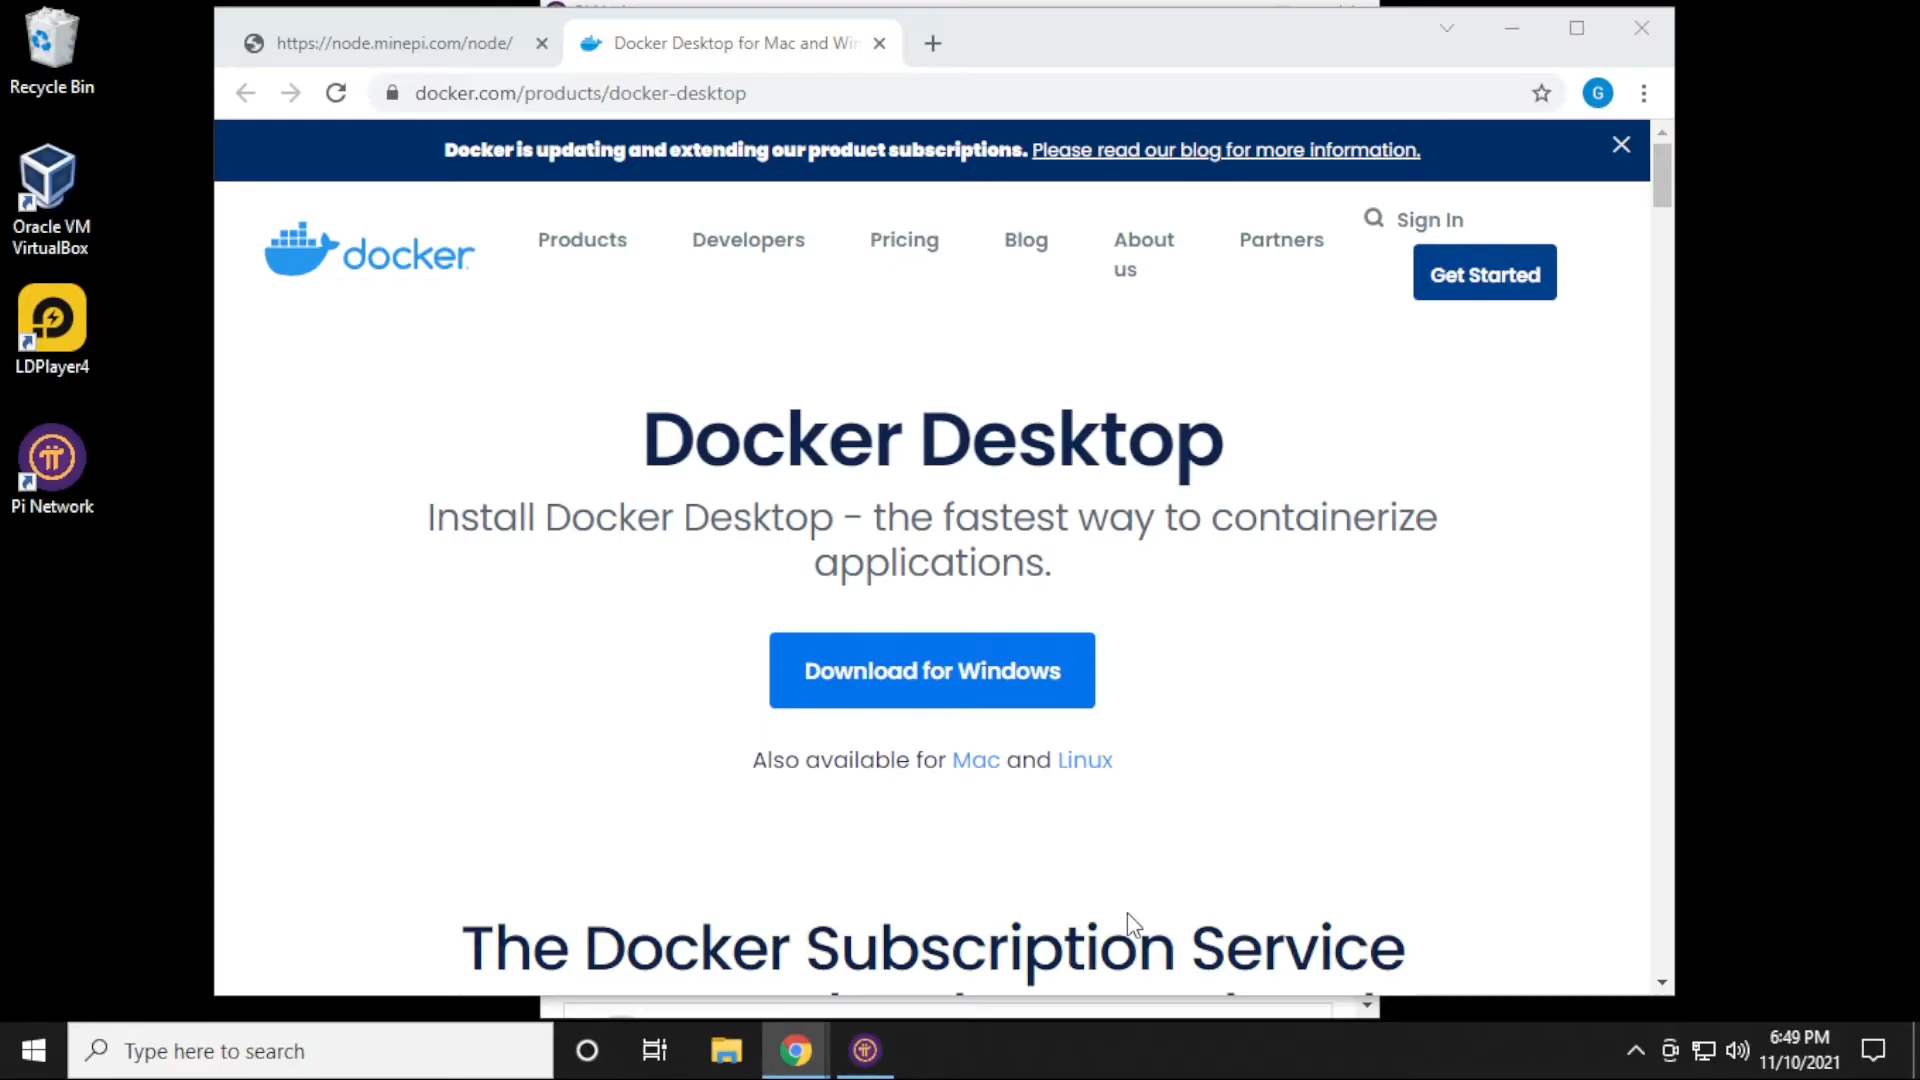 Recycle Bin
Oracle VM
VirtualBox
LDPlayer4
Pi Network
https://node.minepi.com/node/
Docker Desktop for Mac and Win
docker.com/products/docker-desktop
G
Docker is updating and extending our product subscriptions. Please read our blog for more information.
docker
Products
Developers
Pricing
Blog
About
us
Partners
Sign In
Get Started
Docker Desktop
Install Docker Desktop - the fastest way to containerize
applications.
Download for Windows
Also available for Mac and Linux
The Docker Subscription Service
Type here to search
6:49 PM
11/10/2021